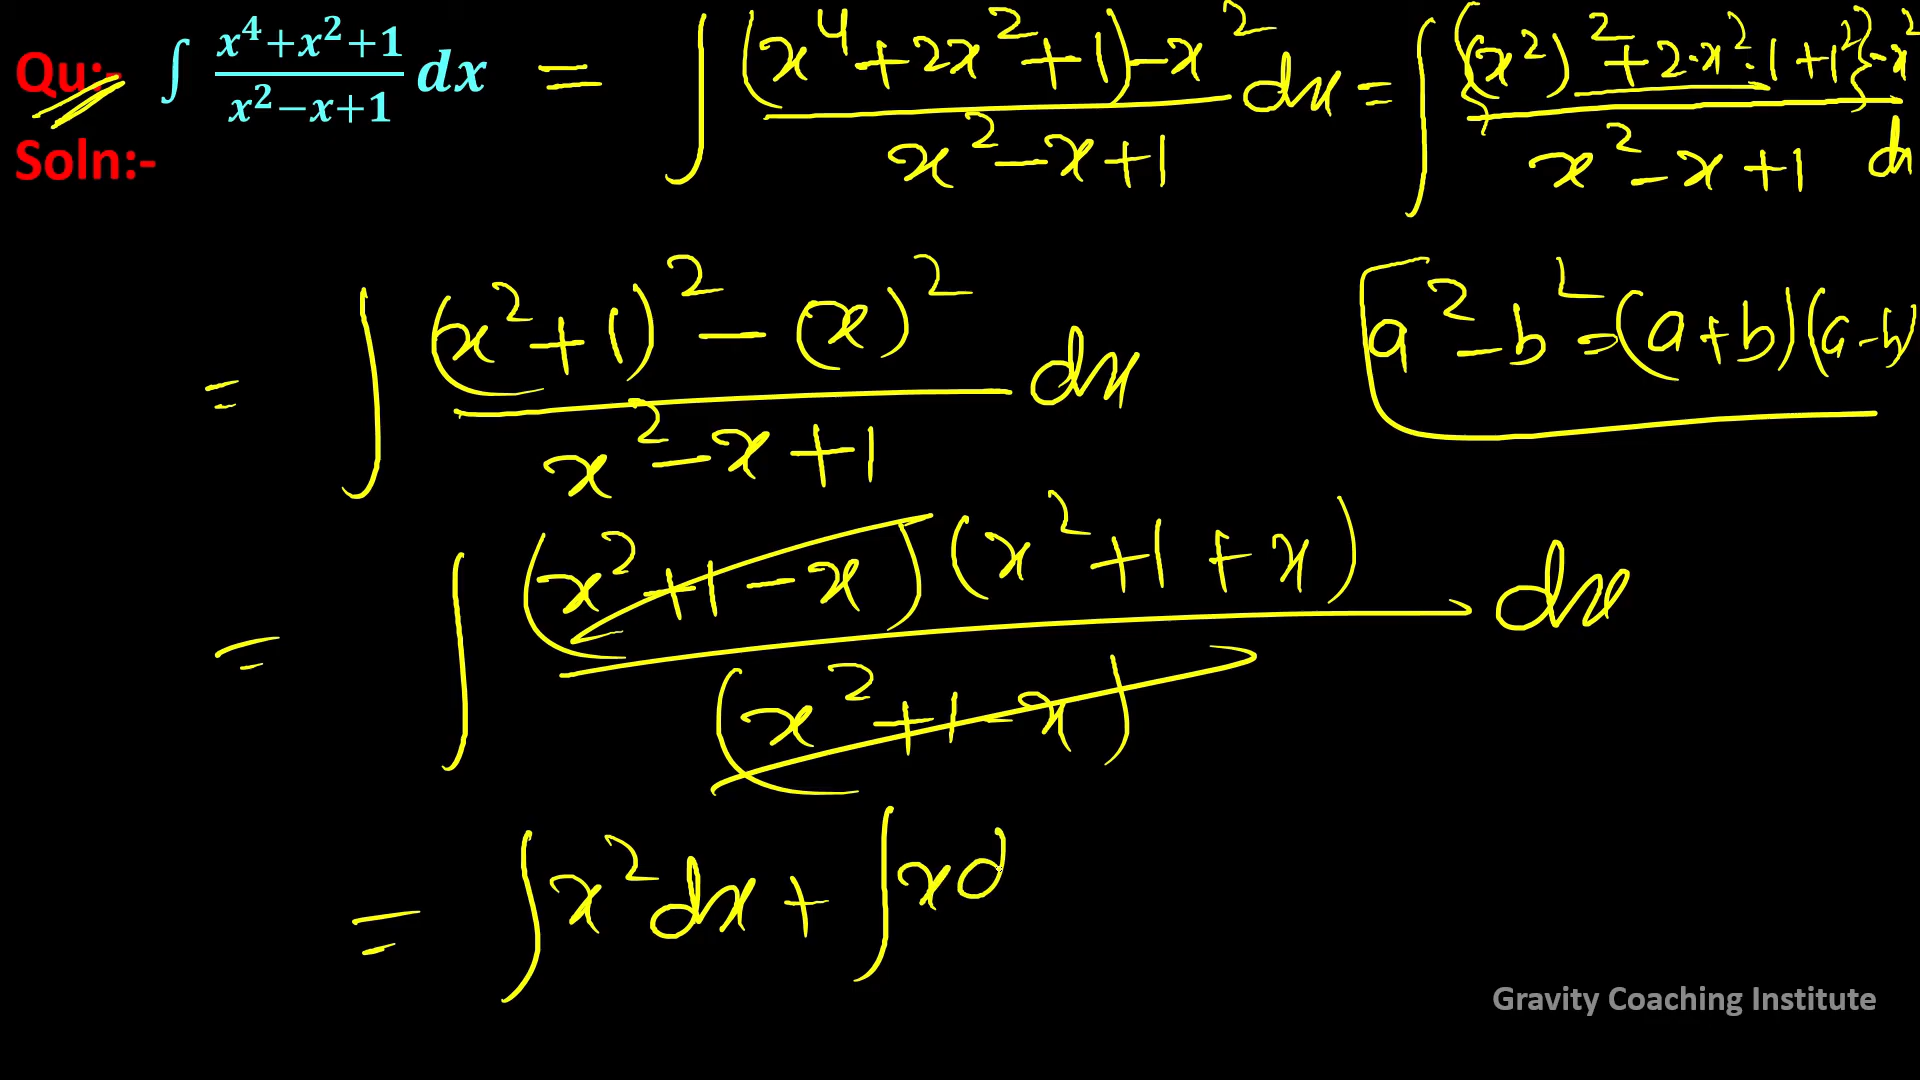 Qu:- ∫ (x⁴+x²+1)/(x²−x+1) dx = ∫ ((x⁴+2x²+1)−x²)/(x²−x+1) dx = ∫ ({(x²)²+2·x²·1+1²}−x²)/(x²−x+1) dx
Soln:-
= ∫ ((x²+1)²−(x)²)/(x²−x+1) dx
a²−b²=(a+b)(a−b)
= ∫ ((x²+1−x)(x²+1+x))/(x²+1−x) dx
= ∫x²dx + ∫xd
Gravity Coaching Institute